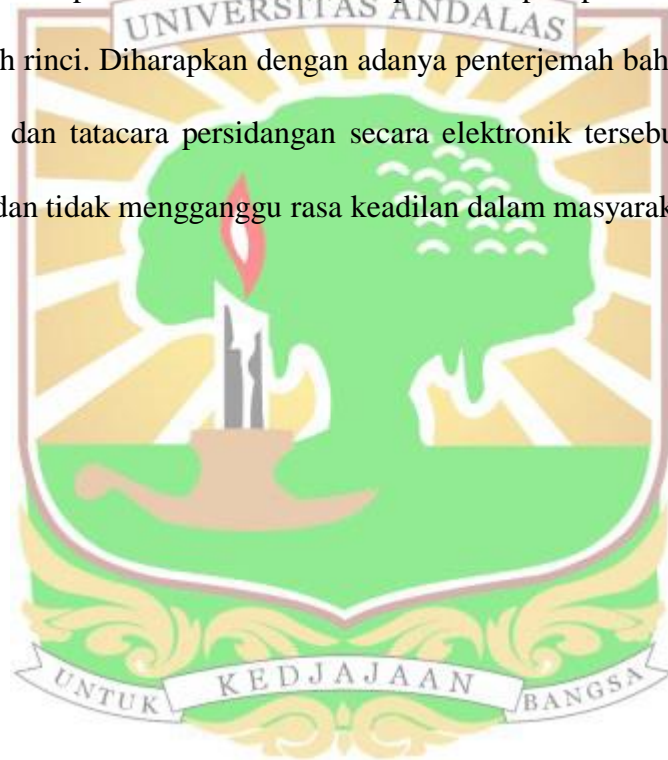 UNIVERSITAS ANDALAS
h rinci. Diharapkan dengan adanya penterjemah bah
dan tatacara persidangan secara elektronik tersebu
dan tidak mengganggu rasa keadilan dalam masyarak
UNTUK KEDJAJAAN BANGSA